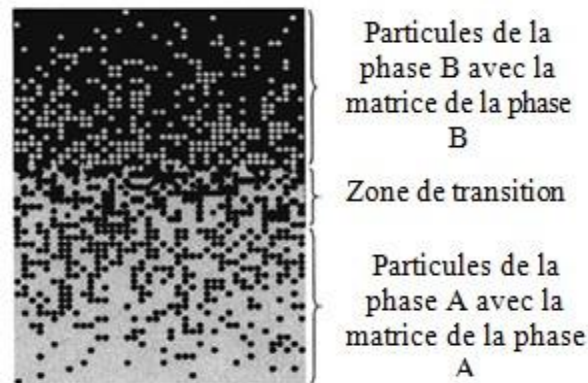 Particules de la
phase B avec la
matrice de la phase
B
Zone de transition
Particules de la
phase A avec la
matrice de la phase
A